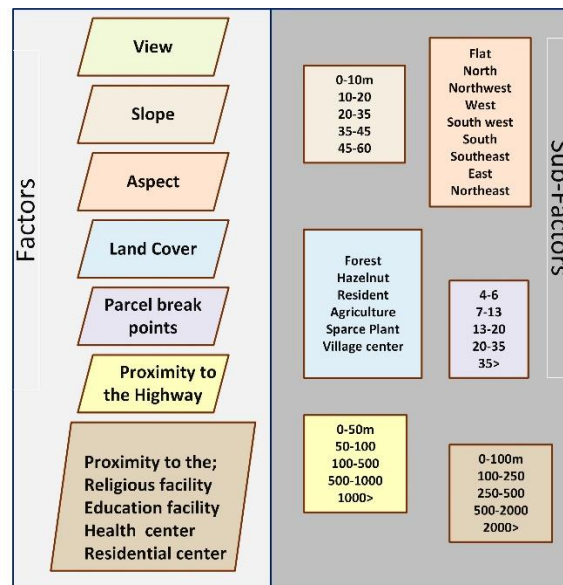 Factors
View
Slope
Aspect
Land Cover
Parcel break
points
Proximity to
the Highway
Proximity to the;
Religious facility
Education facility
Health center
Residential center
0-10m
10-20
20-35
35-45
45-60
Flat
North
Northwest
West
South west
South
Southeast
East
Northeast
Forest
Hazelnut
Resident
Agriculture
Sparce Plant
Village center
4-6
7-13
13-20
20-35
35>
0-50m
50-100
100-500
500-1000
1000>
0-100m
100-250
250-500
500-2000
2000>
Sub-Factors